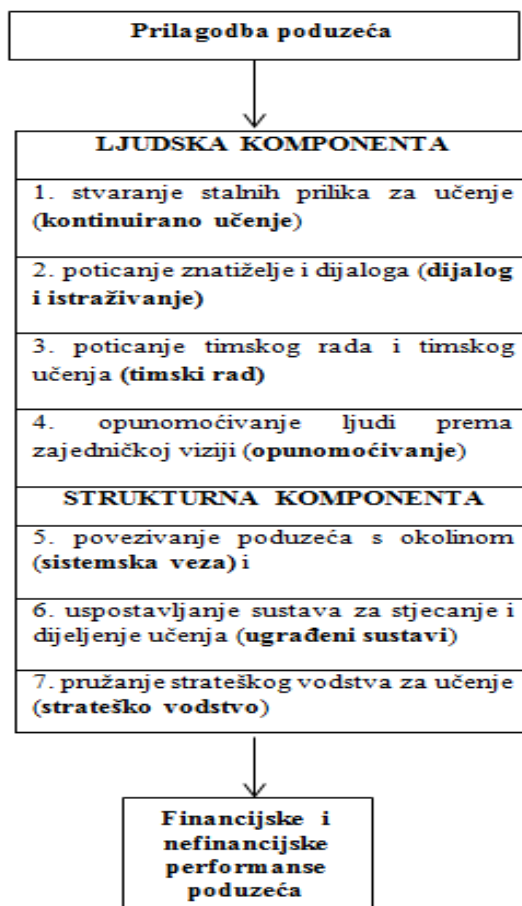 Prilagodba poduzeća
LJUDSKA KOMPONENTA
1. stvaranje stalnih prilika za učenje
(kontinuirano učenje)
2. poticanje znatiželje i dijaloga (dijalog
i istraživanje)
3. poticanje timskog rada i timskog
učenja (timski rad)
4. opunomoćivanje ljudi prema
zajedničkoj viziji (opunomoćivanje)
STRUKTURNA KOMPONENTA
5. povezivanje poduzeća s okolinom
(sistemska veza) i
6. uspostavljanje sustava za stjecanje i
dijeljenje učenja (ugrađeni sustavi)
7. pružanje strateškog vodstva za učenje
(strateško vodstvo)
Financijske i
nefinancijske
performanse
poduzeća